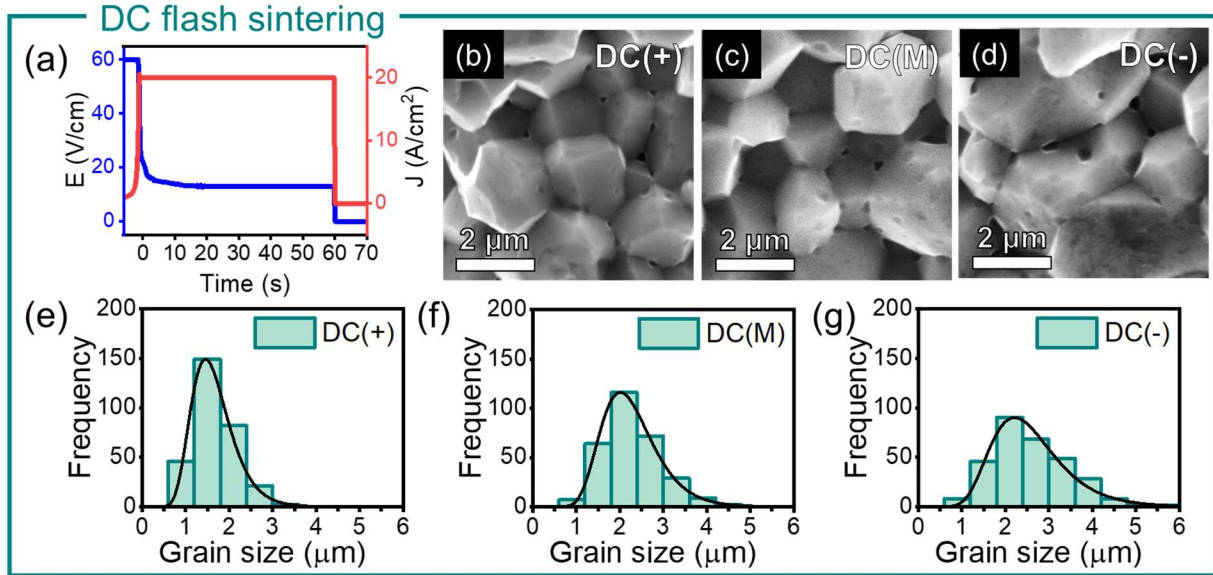 DC flash sintering
(a)
60
40
20
0
E (V/cm)
20
10
0
J (A/cm²)
0 10 20 30 40 50 60 70
Time (s)
(b) DC(+)
2 μm
(c) DC(M)
2 μm
(d) DC(-)
2 μm
(e)
DC(+)
200
150
100
50
0
Frequency
0 1 2 3 4 5 6
Grain size (μm)
(f)
DC(M)
200
150
100
50
0
Frequency
0 1 2 3 4 5 6
Grain size (μm)
(g)
DC(-)
200
150
100
50
0
Frequency
0 1 2 3 4 5 6
Grain size (μm)